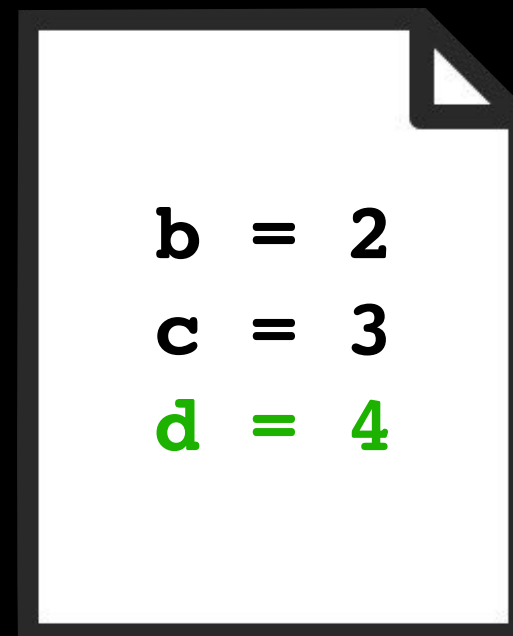 b = 2
c = 3
d = 4